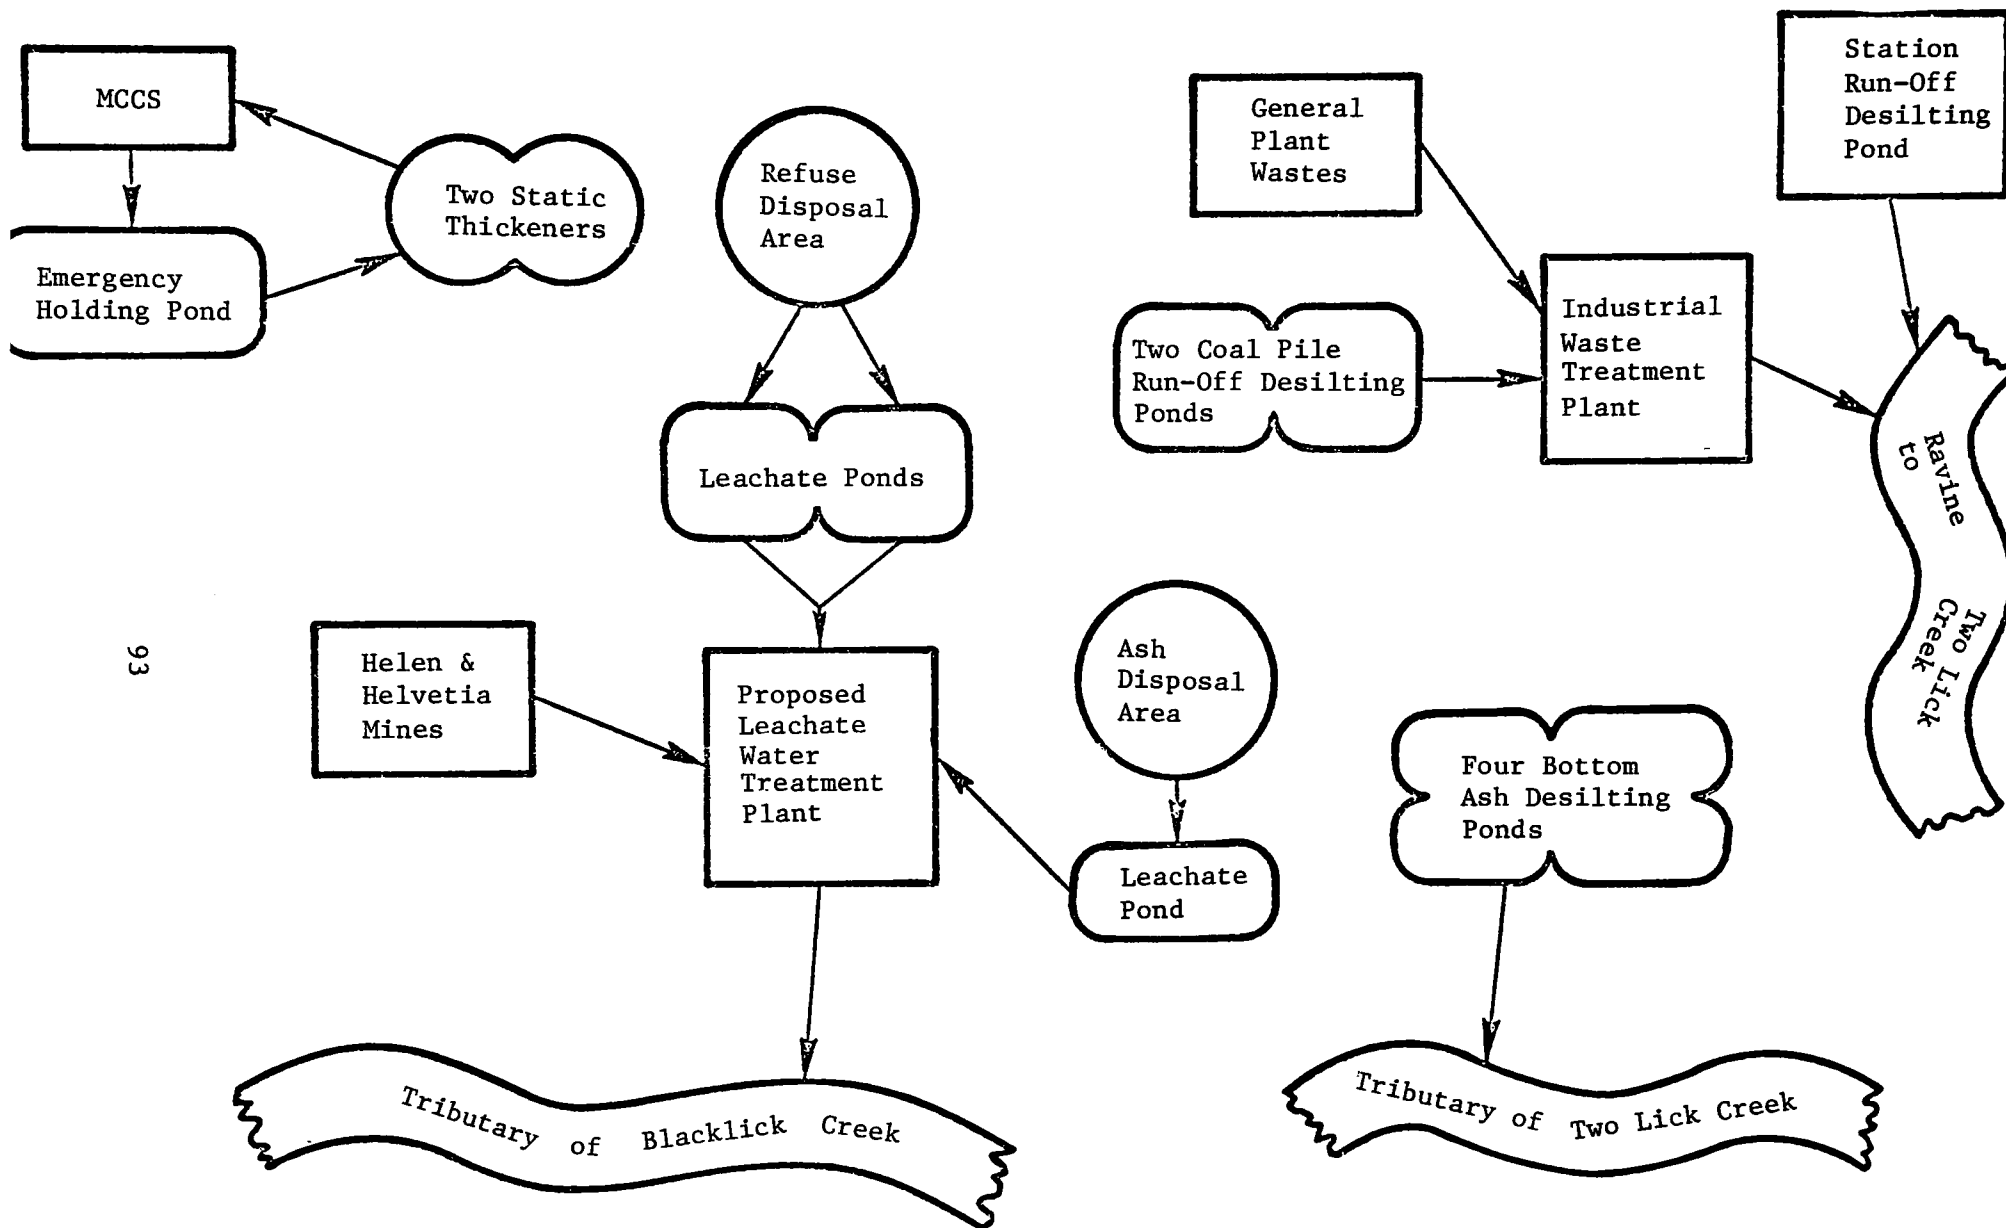 MCCS
Emergency
Holding Pond
Two Static
Thickeners
Refuse
Disposal
Area
Leachate Ponds
General
Plant
Wastes
Station
Run-Off
Desilting
Pond
Two Coal Pile
Run-Off Desilting
Ponds
Industrial
Waste
Treatment
Plant
Ravine
to
Two Lick
Creek
93
Helen &
Helvetia
Mines
Proposed
Leachate
Water
Treatment
Plant
Ash
Disposal
Area
Leachate
Pond
Four Bottom
Ash Desilting
Ponds
Tributary of Blacklick Creek
Tributary of Two Lick Creek